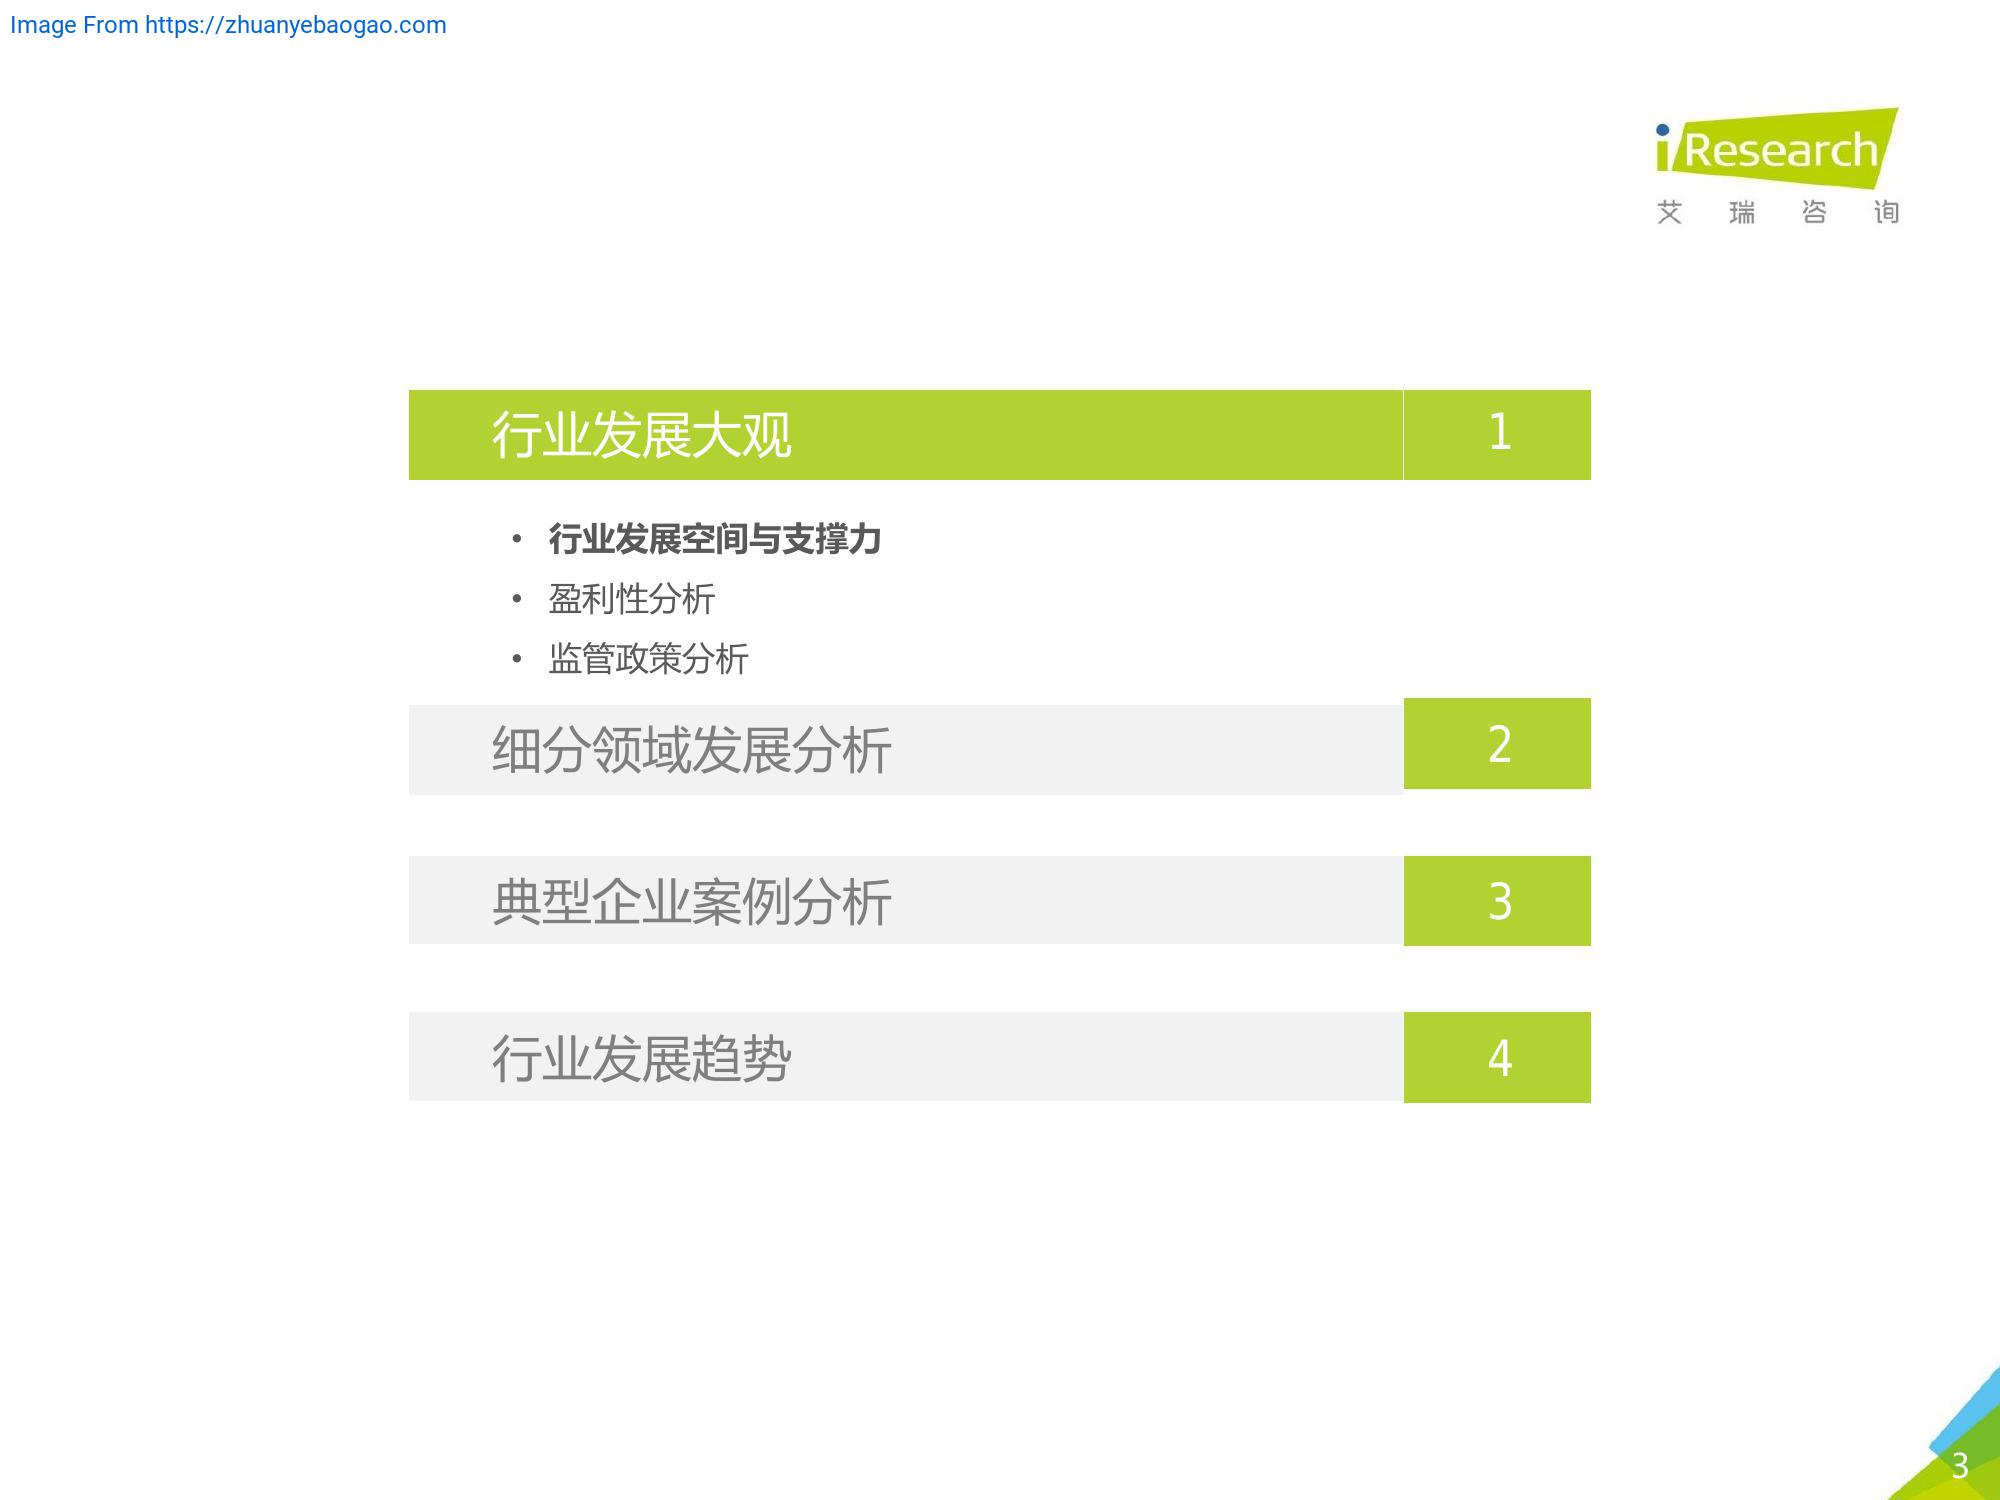 Image From https://zhuanyebaogao.com
iResearch
艾瑞咨询
行业发展大观 1
• 行业发展空间与支撑力
• 盈利性分析
• 监管政策分析
细分领域发展分析 2
典型企业案例分析 3
行业发展趋势 4
3